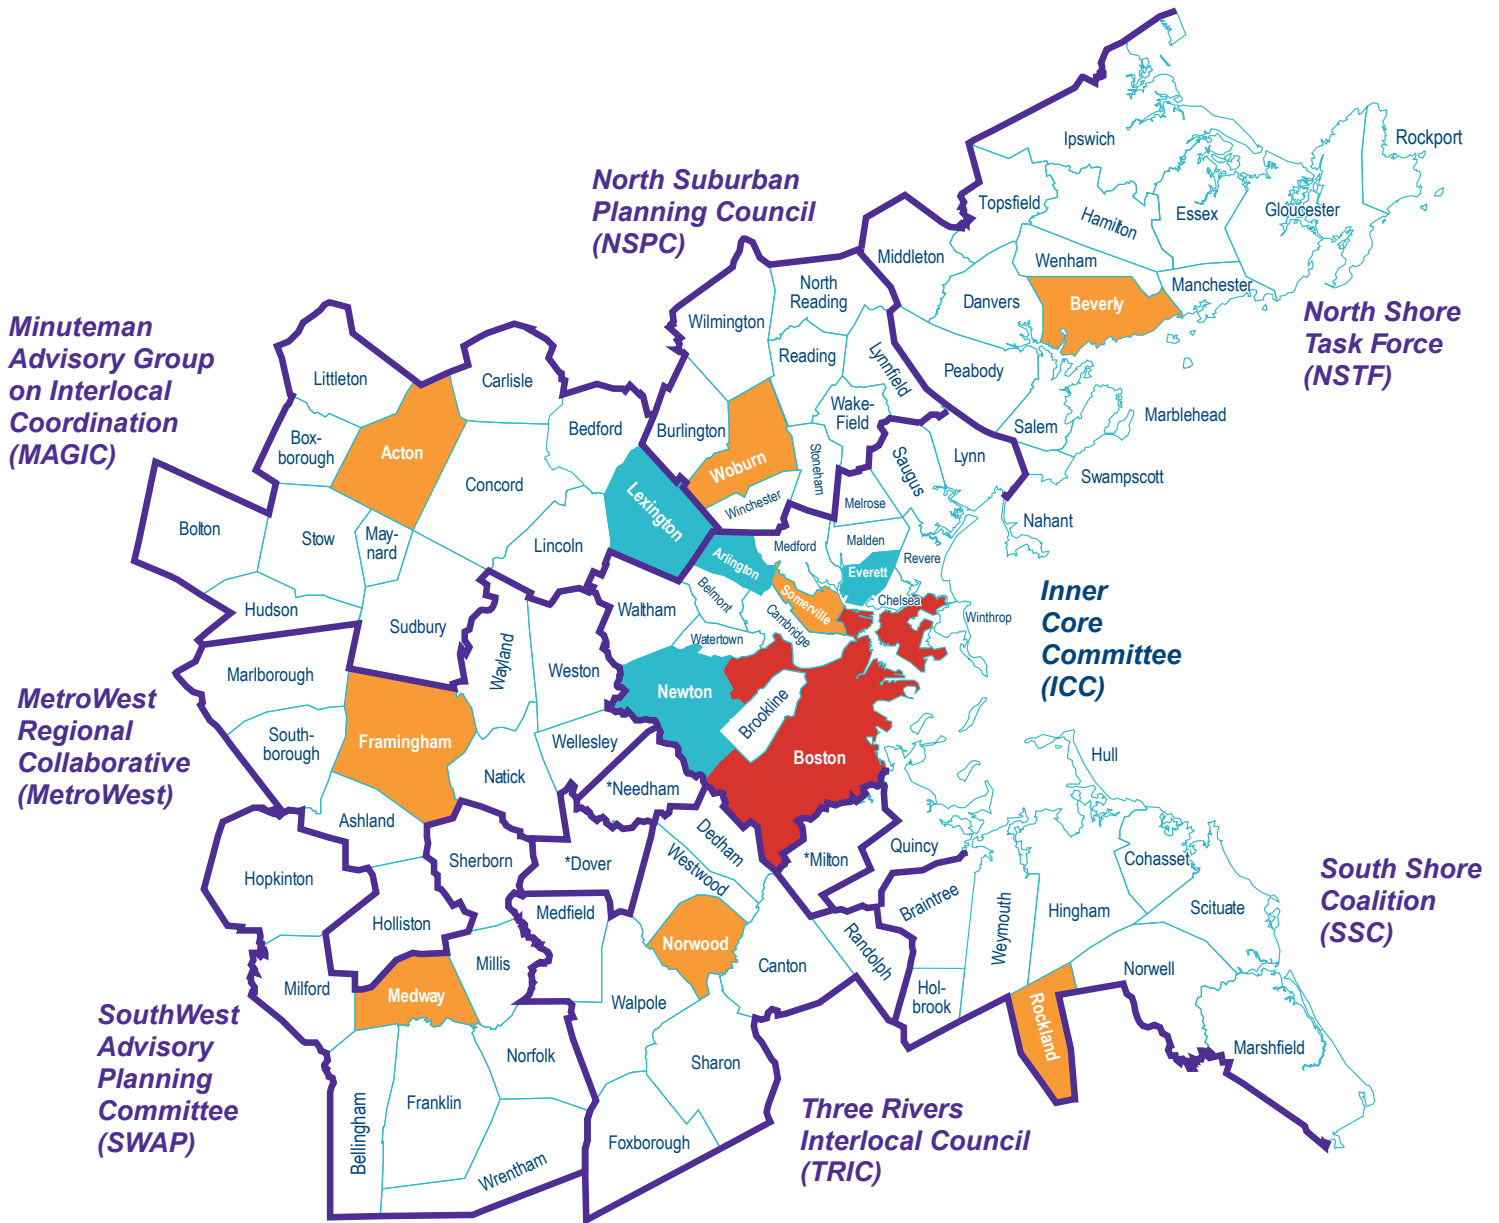 Ipswich
Rockport
North Suburban
Planning Council
(NSPC)
Topsfield
Hamilton
Essex
Gloucester
Middleton
Wenham
Manchester
Danvers
Beverly
North Shore
Task Force
(NSTF)
North
Reading
Wilmington
Reading
Lynnfield
Peabody
Minuteman
Advisory Group
on Interlocal
Coordination
(MAGIC)
Littleton
Carlisle
Wake-
Field
Marblehead
Salem
Bedford
Burlington
Box-
borough
Acton
Woburn
Stoneham
Saugus
Lynn
Swampscott
Concord
Lexington
Winchester
Melrose
Nahant
Bolton
Stow
May-
nard
Lincoln
Medford
Malden
Arlington
Everett
Revere
Hudson
Sudbury
Waltham
Belmont
Somerville
Chelsea
Winthrop
Cambridge
Watertown
Inner
Core
Committee
(ICC)
Marlborough
Wayland
Weston
Newton
Brookline
MetroWest
Regional
Collaborative
(MetroWest)
South-
borough
Framingham
Wellesley
Boston
Hull
Natick
*Needham
Ashland
Dedham
Quincy
Sherborn
*Dover
Westwood
*Milton
Cohasset
Hopkinton
South Shore
Coalition
(SSC)
Holliston
Medfield
Braintree
Weymouth
Hingham
Scituate
Norwood
Randolph
Canton
Milford
Millis
Norwell
Medway
Walpole
Hol-
brook
Rockland
SouthWest
Advisory
Planning
Committee
(SWAP)
Norfolk
Sharon
Marshfield
Bellingham
Franklin
Foxborough
Wrentham
Three Rivers
Interlocal Council
(TRIC)